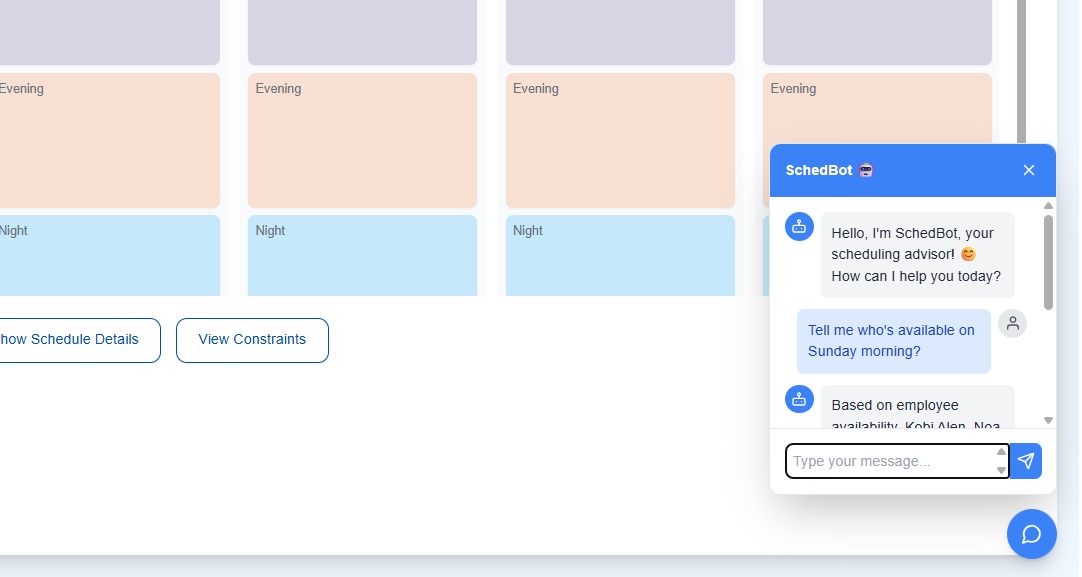 Evening
Evening
Evening
Evening
Night
Night
Night
how Schedule Details
View Constraints
SchedBot
Hello, I'm SchedBot, your
scheduling advisor! 😊
How can I help you today?
Tell me who's available on
Sunday morning?
Based on employee
availability, Kobi Alen, Noa
Type your message...